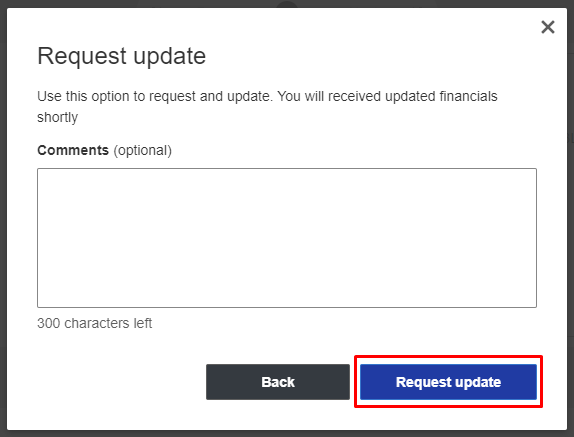 Request update
Use this option to request and update. You will received updated financials
shortly
Comments (optional)
300 characters left
Back
Request update